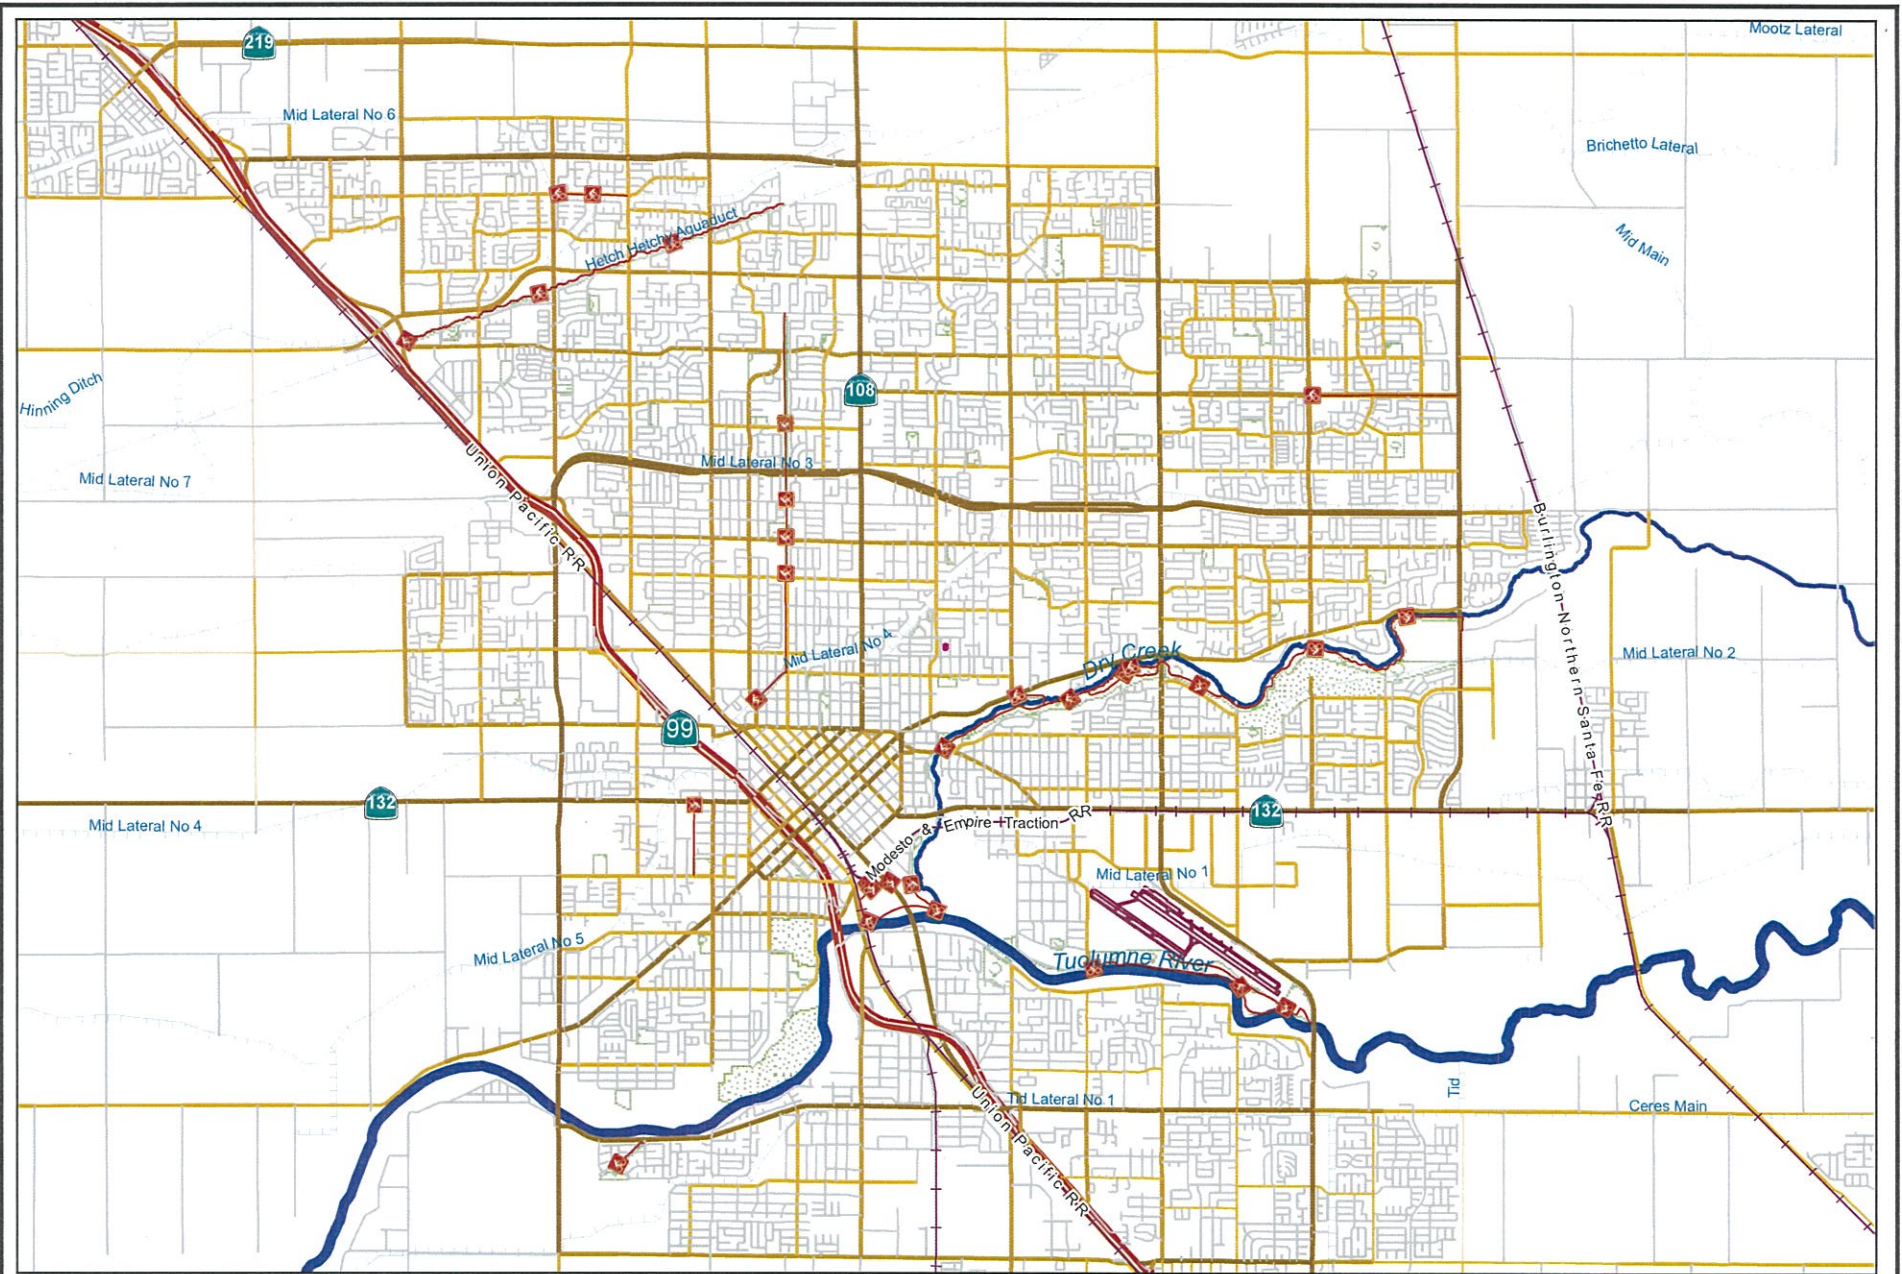 Mootz Lateral
219
Mid Lateral No 6
Brichetto Lateral
Mid Main
Hetch Hetchy Aquaduct
Hinning Ditch
108
Mid Lateral No 3
Union Pacific RR
Mid Lateral No 7
Burlington-Northern-Santa-Fe-RR
Mid Lateral No 4
Dry Creek
Mid Lateral No 2
99
132
132
Mid Lateral No 4
Modesto & Empire Traction RR
Mid Lateral No 1
Mid Lateral No 5
Tuolumne River
Tid
Tid Lateral No 1
Ceres Main
Union Pacific RR